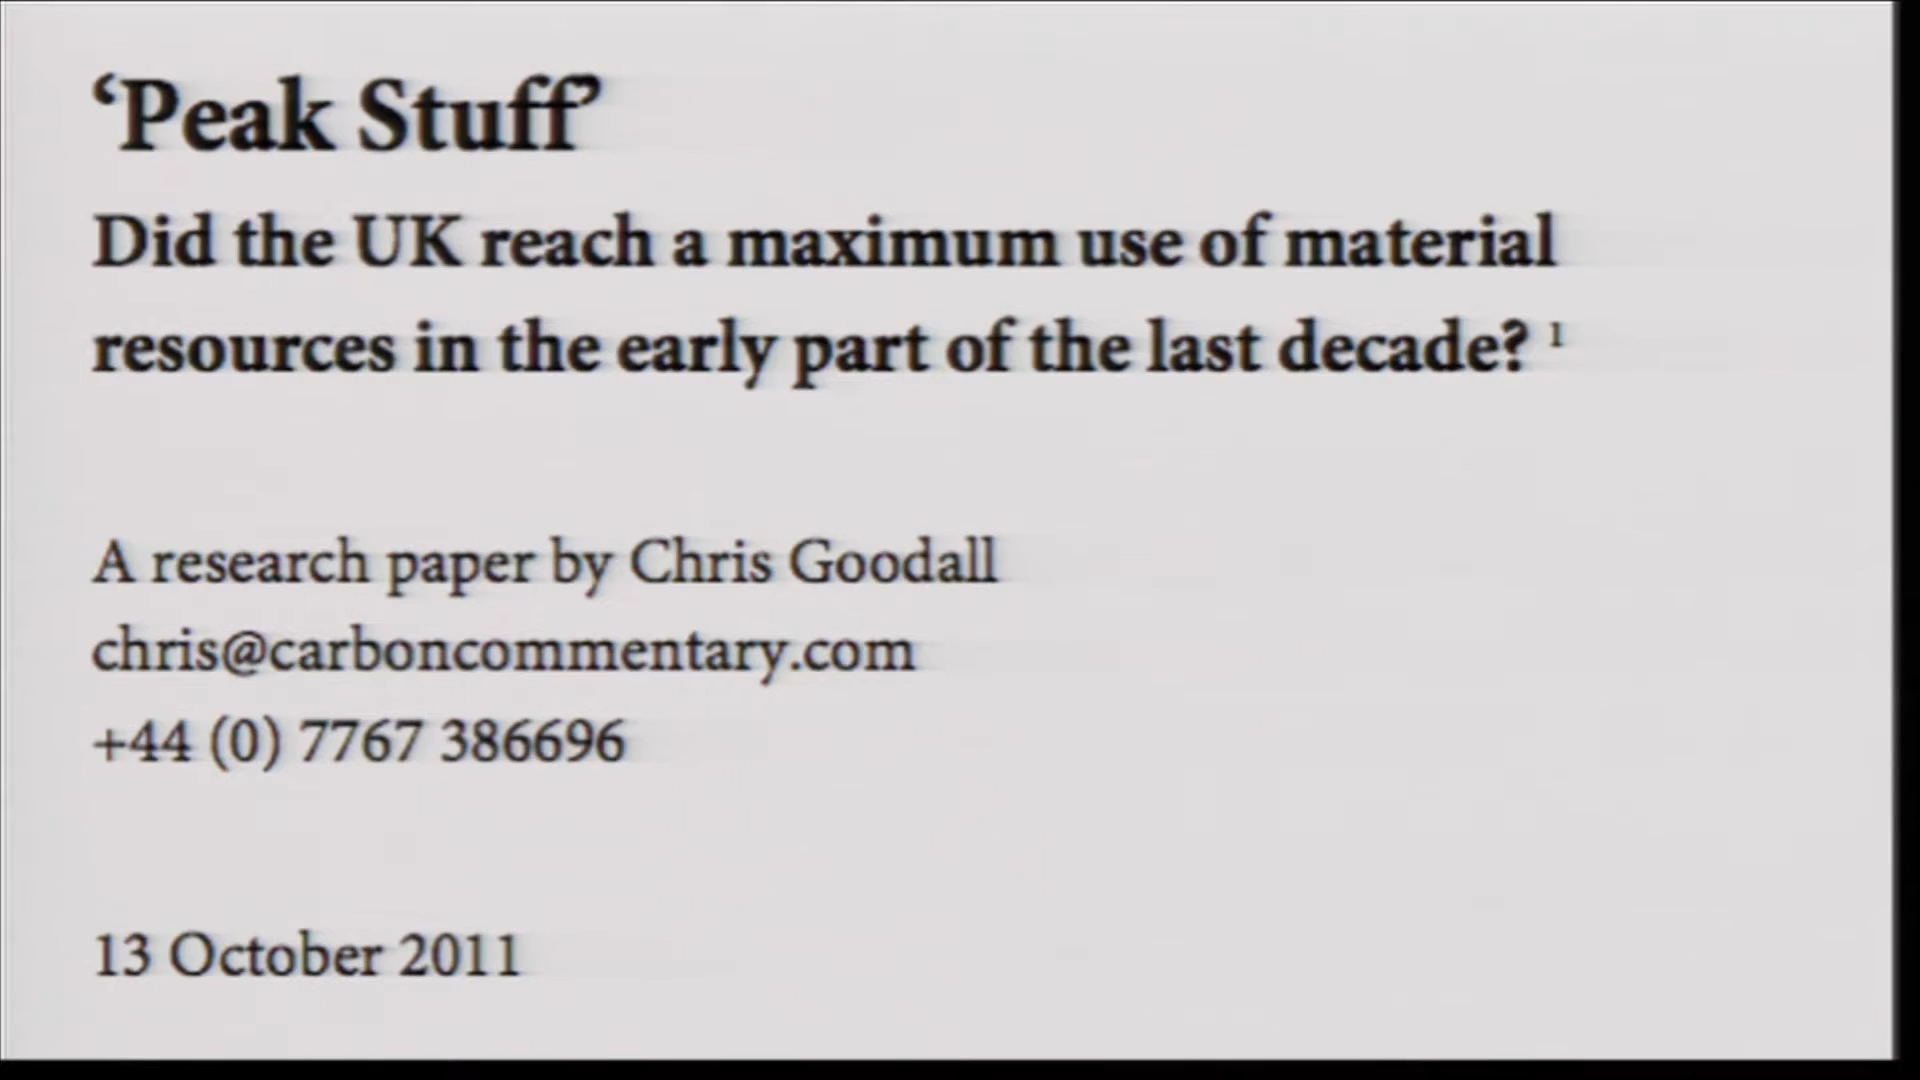 ‘Peak Stuff’
Did the UK reach a maximum use of material
resources in the early part of the last decade? 1
A research paper by Chris Goodall
chris@carboncommentary.com
+44 (0) 7767 386696
13 October 2011